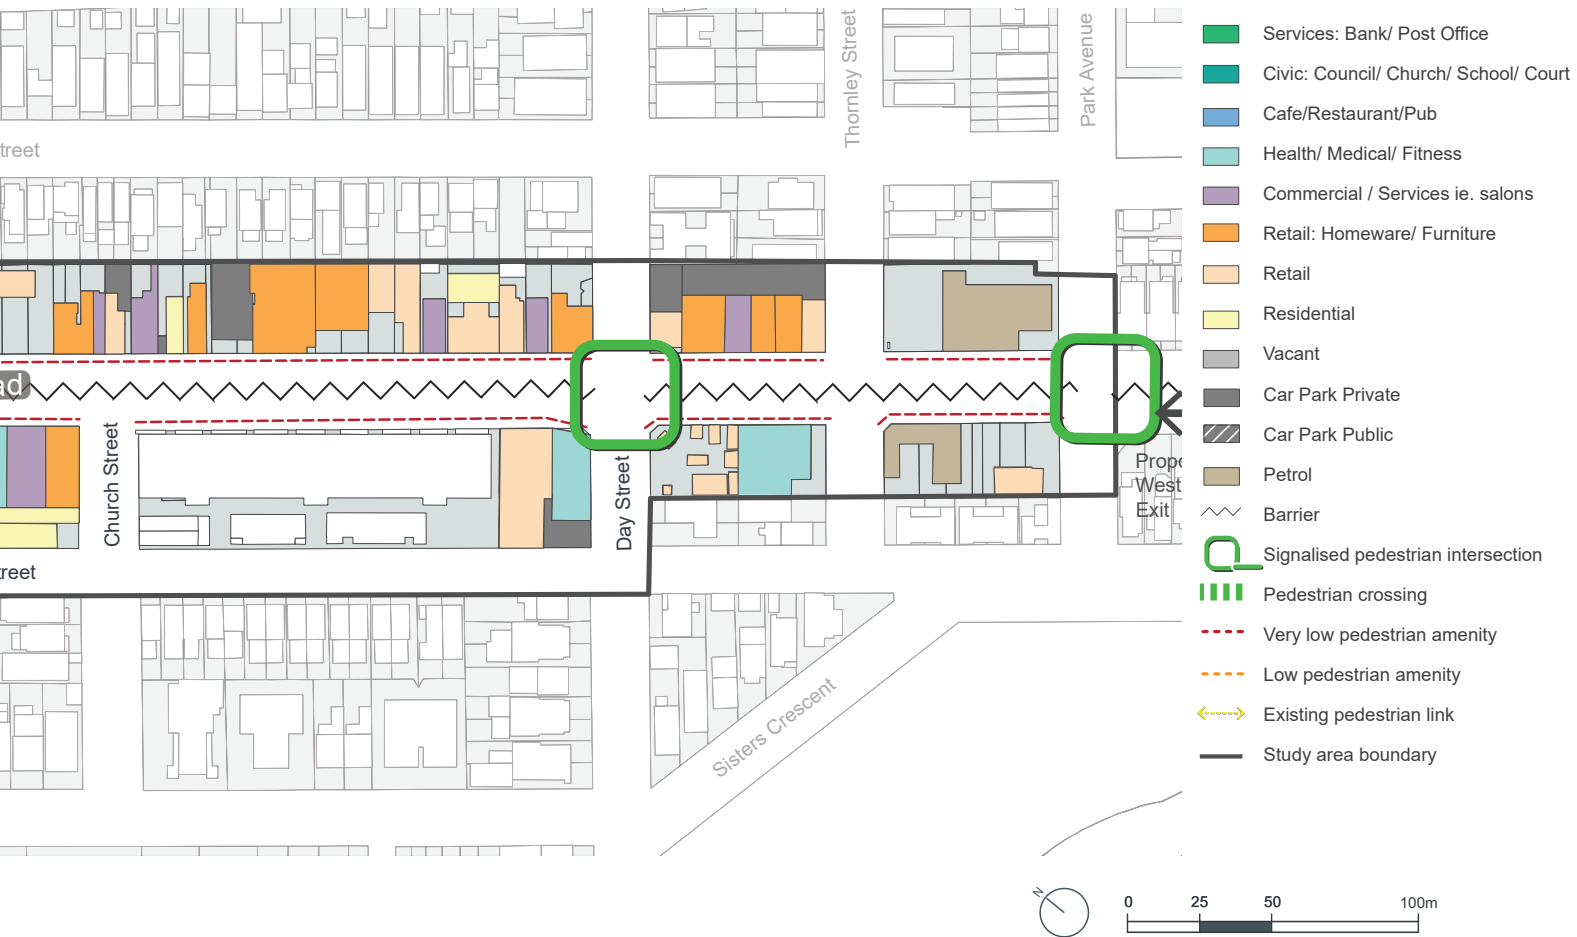 Thornley Street
Park Avenue
treet
ad
Church Street
Day Street
Prope
West
Exit
treet
Sisters Crescent
Services: Bank/ Post Office
Civic: Council/ Church/ School/ Court
Cafe/Restaurant/Pub
Health/ Medical/ Fitness
Commercial / Services ie. salons
Retail: Homeware/ Furniture
Retail
Residential
Vacant
Car Park Private
Car Park Public
Petrol
Barrier
Signalised pedestrian intersection
Pedestrian crossing
Very low pedestrian amenity
Low pedestrian amenity
Existing pedestrian link
Study area boundary
N
0 25 50 100m